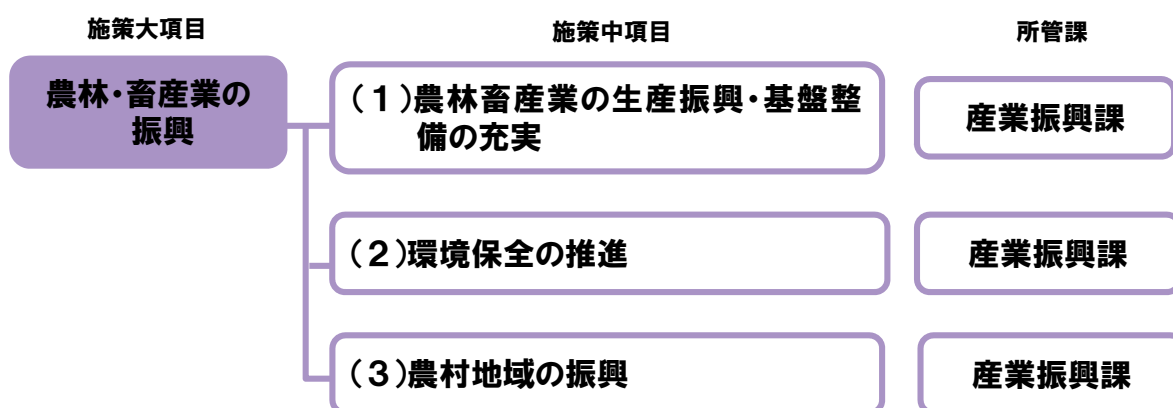 施策大項目 施策中項目 所管課
農林・畜産業の
振興
(1)農林畜産業の生産振興・基盤整
備の充実
産業振興課
(2)環境保全の推進
産業振興課
(3)農村地域の振興
産業振興課